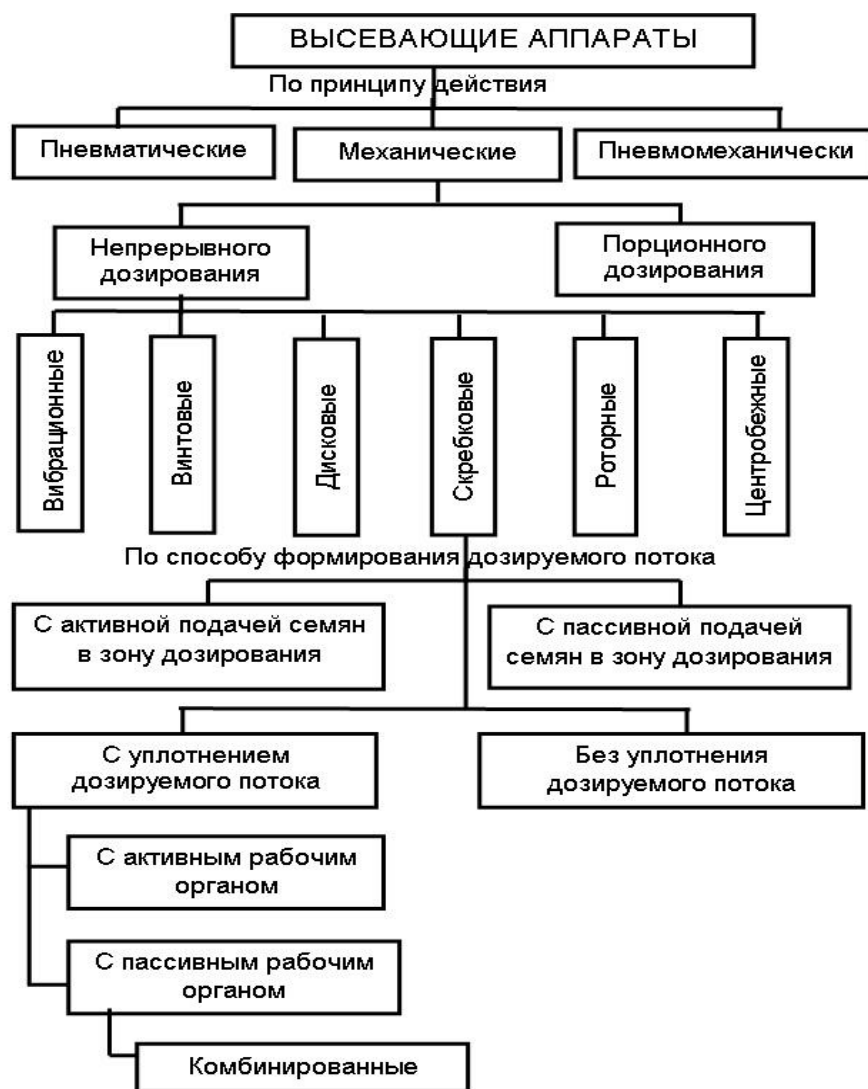 ВЫСЕВАЮЩИЕ АППАРАТЫ
По принципу действия
Пневматические
Механические
Пневмомеханически
Непрерывного
дозирования
Порционного
дозирования
Вибрационные
Винтовые
Дисковые
Скребковые
Роторные
Центробежные
По способу формирования дозируемого потока
С активной подачей семян
в зону дозирования
С пассивной подачей
семян в зону дозирования
С уплотнением
дозируемого потока
Без уплотнения
дозируемого потока
С активным рабочим
органом
С пассивным рабочим
органом
Комбинированные